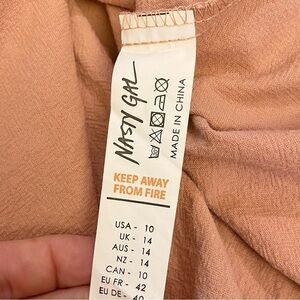 NASTY GAL
MADE IN CHINA
KEEP AWAY
FROM FIRE
USA - 10
UK - 14
AUS - 14
NZ - 14
CAN - 10
EU FR - 42
EU DE - 40